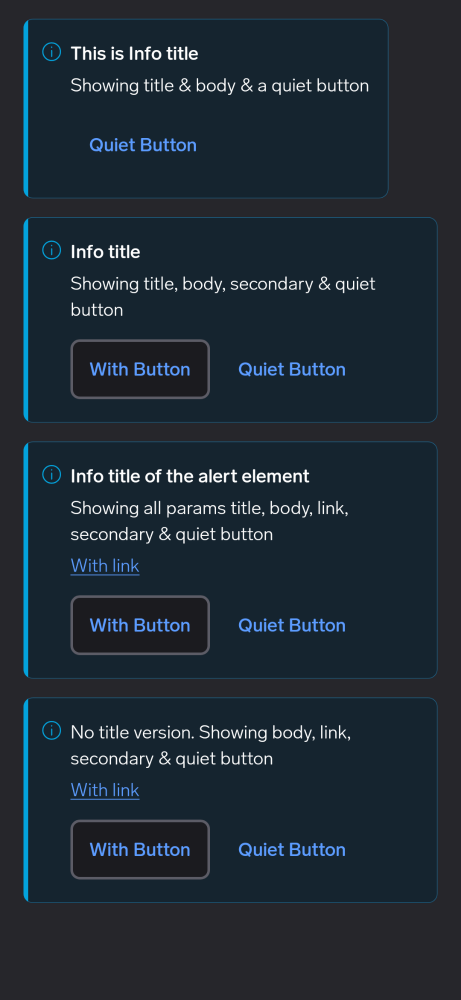 This is Info title
Showing title & body & a quiet button
Quiet Button
Info title
Showing title, body, secondary & quiet
button
With Button
Quiet Button
Info title of the alert element
Showing all params title, body, link,
secondary & quiet button
With link
With Button
Quiet Button
No title version. Showing body, link,
secondary & quiet button
With link
With Button
Quiet Button